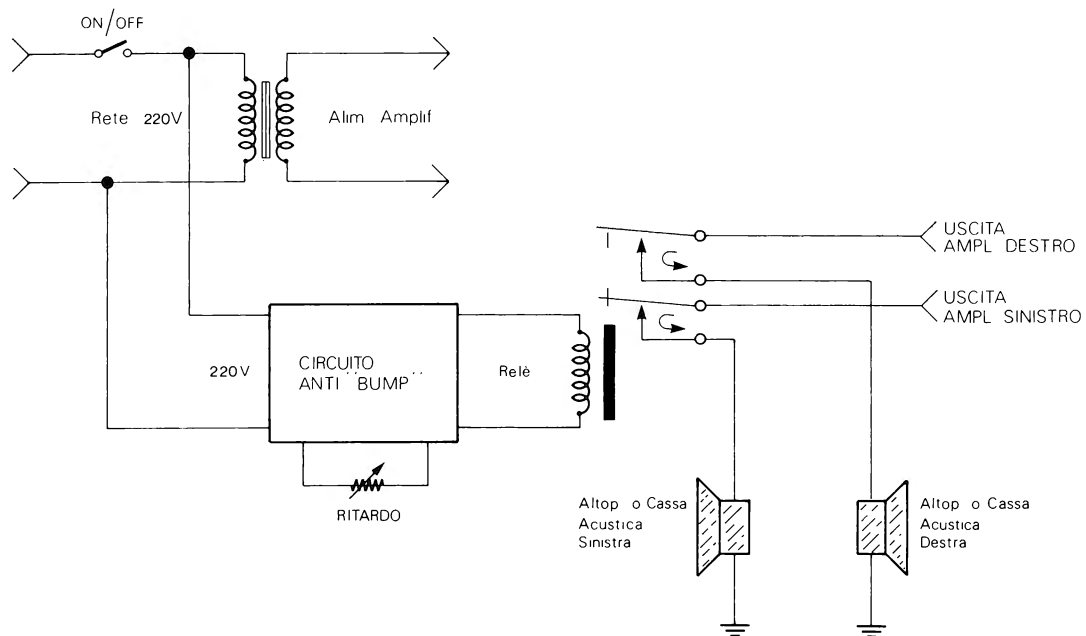 ON/OFF
Rete 220V
Alim Amplif
USCITA
AMPL DESTRO
USCITA
AMPL SINISTRO
220V
CIRCUITO
ANTI "BUMP"
Relè
RITARDO
Altop o Cassa
Acustica
Sinistra
Altop o Cassa
Acustica
Destra